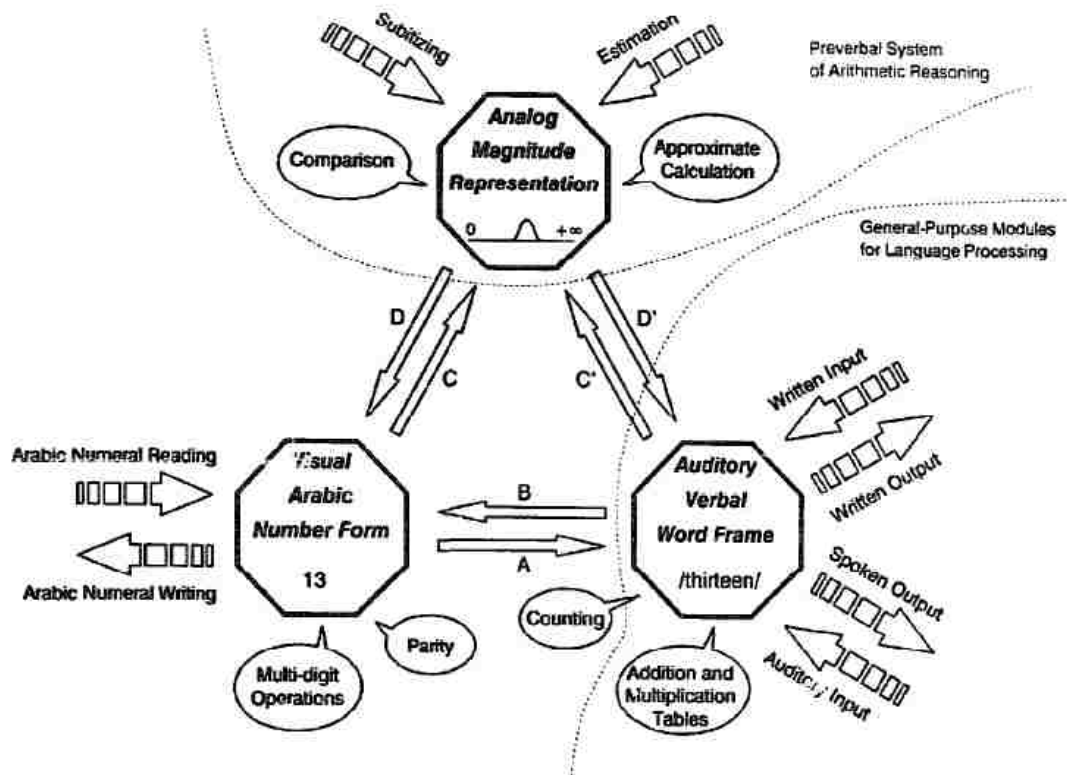 Subitizing
Estimation
Preverbal System
of Arithmetic Reasoning
Analog
Magnitude
Representation
0 +∞
Comparison
Approximate
Calculation
General-Purpose Modules
for Language Processing
D
C
D'
C'
Written Input
Written Output
Arabic Numeral Reading
Arabic Numeral Writing
Visual
Arabic
Number Form
13
B
A
Auditory
Verbal
Word Frame
/thirteen/
Spoken Output
Auditory Input
Counting
Parity
Multi-digit
Operations
Addition and
Multiplication
Tables